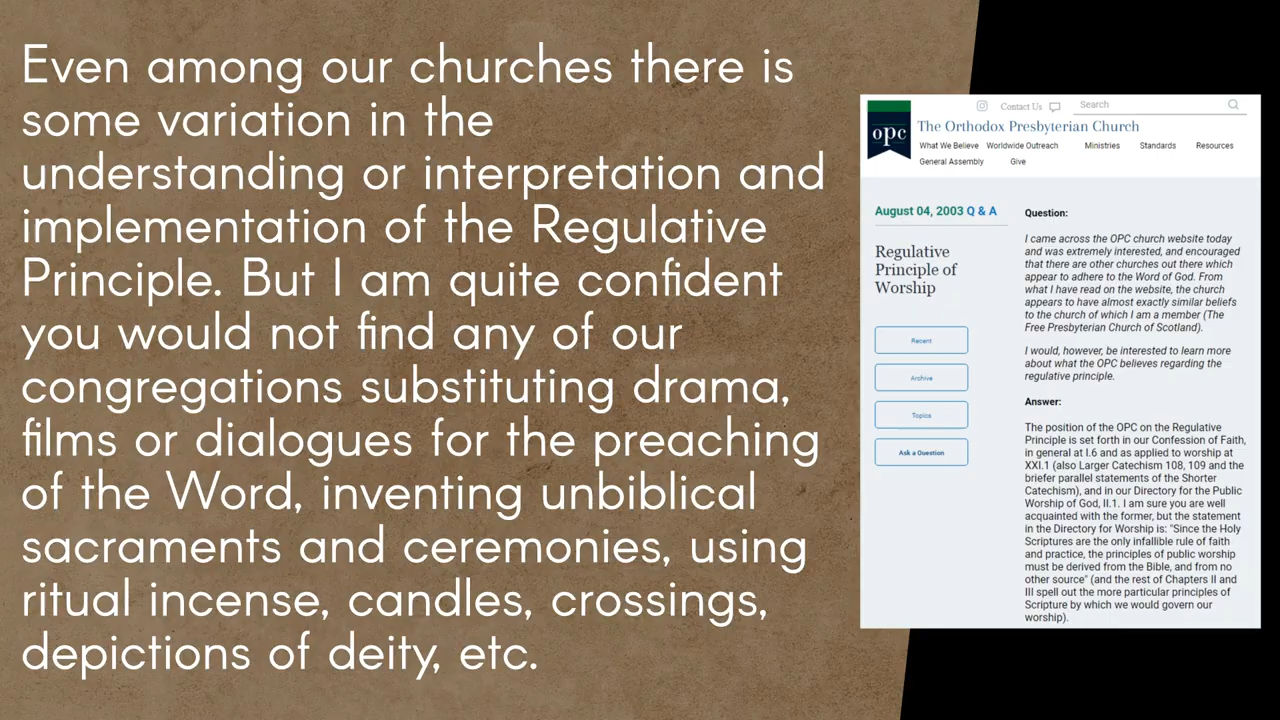 Even among our churches there is
some variation in the
understanding or interpretation and
implementation of the Regulative
Principle. But I am quite confident
you would not find any of our
congregations substituting drama,
films or dialogues for the preaching
of the Word, inventing unbiblical
sacraments and ceremonies, using
ritual incense, candles, crossings,
depictions of deity, etc.
Contact Us
Search
opc
The Orthodox Presbyterian Church
What We Believe Worldwide Outreach Ministries Standards Resources
General Assembly Give
August 04, 2003 Q & A
Regulative
Principle of
Worship
Recent
Archive
Topics
Ask a Question
Question:
I came across the OPC church website today
and was extremely interested, and encouraged
that there are other churches out there which
appear to adhere to the Word of God. From
what I have read on the website, the church
appears to have almost exactly similar beliefs
to the church of which I am a member (The
Free Presbyterian Church of Scotland).
I would, however, be interested to learn more
about what the OPC believes regarding the
regulative principle.
Answer:
The position of the OPC on the Regulative
Principle is set forth in our Confession of Faith,
in general at I.6 and as applied to worship at
XXI.1 (also Larger Catechism 108, 109 and the
briefer parallel statements of the Shorter
Catechism), and in our Directory for the Public
Worship of God, II.1. I am sure you are well
acquainted with the former, but the statement
in the Directory for Worship is: "Since the Holy
Scriptures are the only infallible rule of faith
and practice, the principles of public worship
must be derived from the Bible, and from no
other source" (and the rest of Chapters II and
III spell out the more particular principles of
Scripture by which we would govern our
worship).